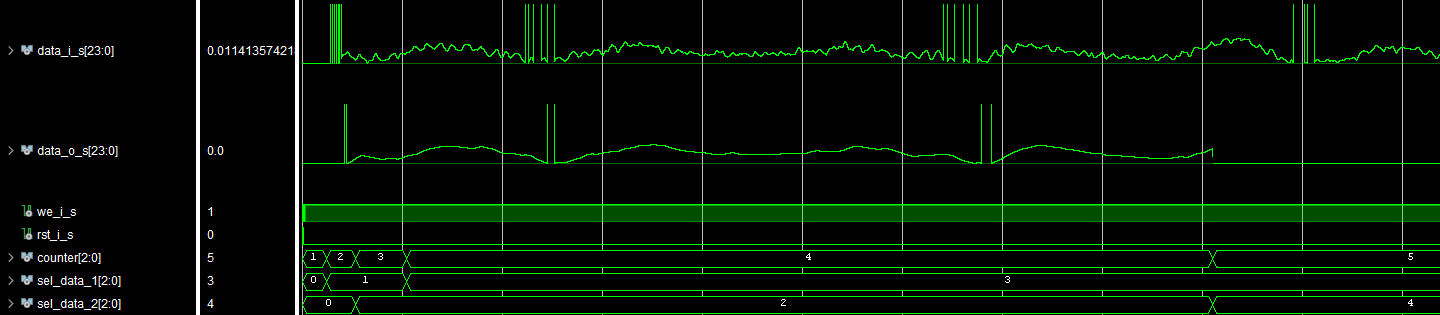 data_i_s[23:0] 0.011413574219
data_o_s[23:0] 0.0
we_i_s 1
rst_i_s 0
counter[2:0] 5 1 2 3 4 5
sel_data_1[2:0] 3 0 1 3
sel_data_2[2:0] 4 0 2 4